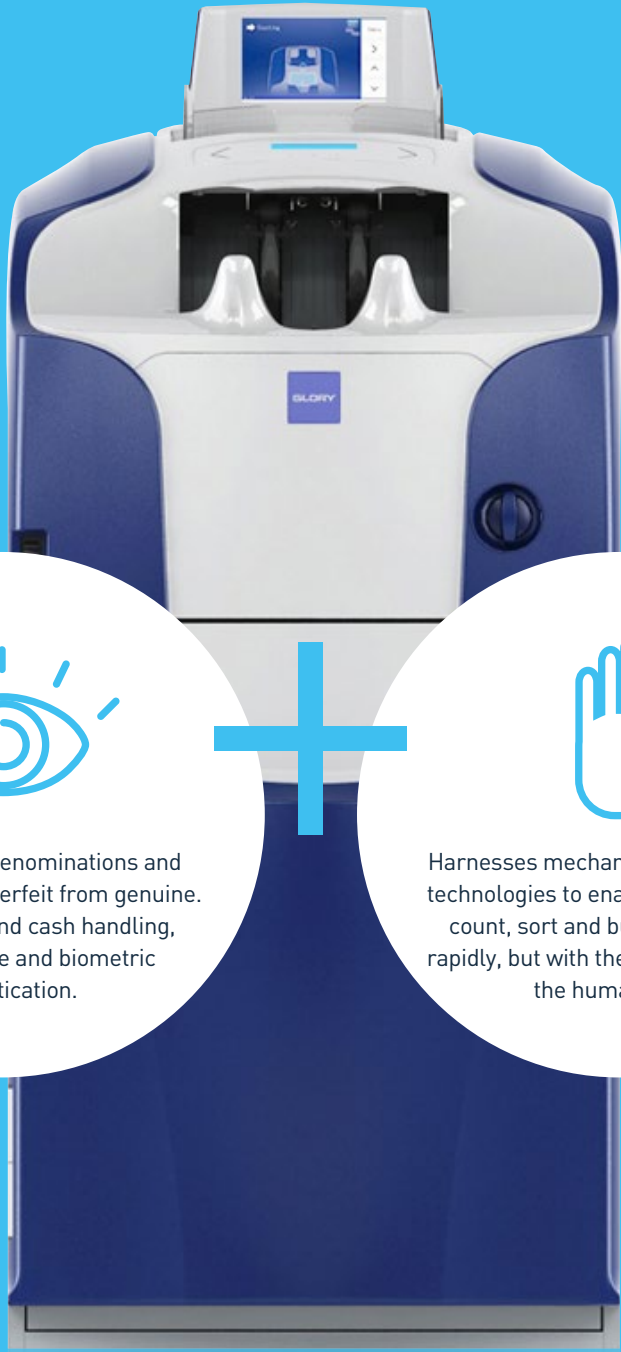 GLORY
enominations and
erfeit from genuine.
nd cash handling,
e and biometric
tication.
Harnesses mechan
technologies to ena
count, sort and bu
rapidly, but with the
the huma